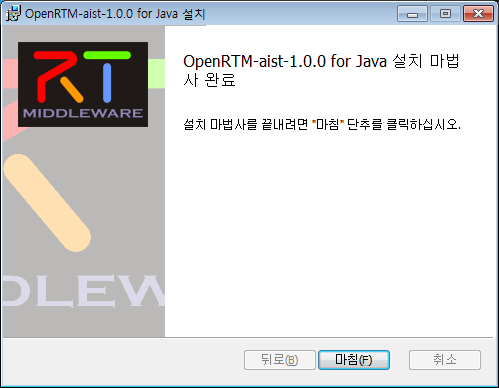 OpenRTM-aist-1.0.0 for Java 설치
RT
MIDDLEWARE
DLEW
OpenRTM-aist-1.0.0 for Java 설치 마법
사 완료
설치 마법사를 끝내려면 "마침" 단추를 클릭하십시오.
뒤로(B)
마침(F)
취소